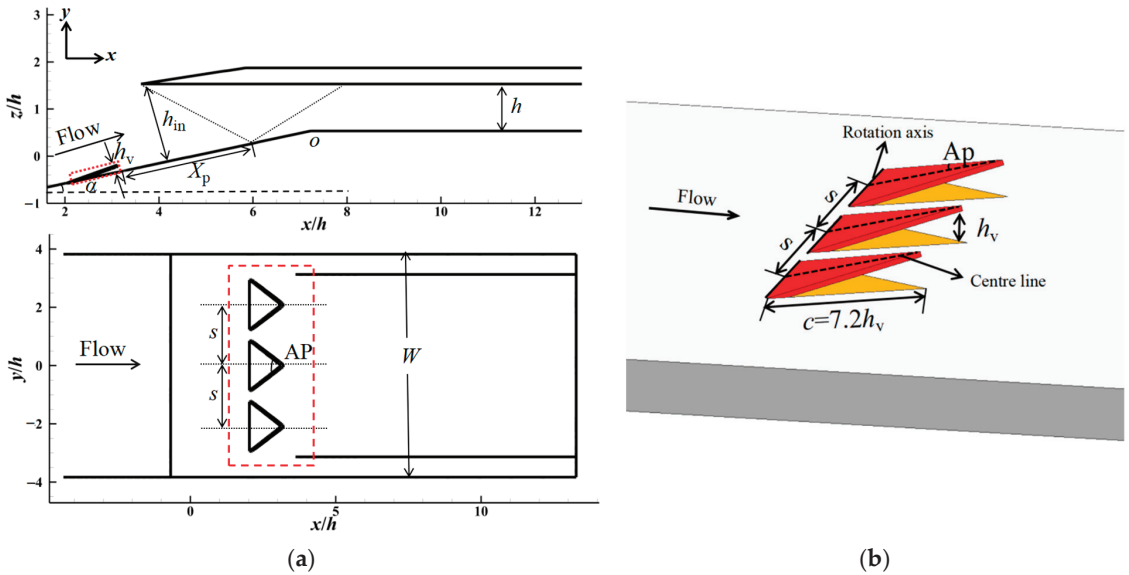 y
x
3
2
1
0
−1
z/h
Flow
h_in
h
h_v
α
X_p
o
2
4
6
8
10
12
x/h
4
2
0
−2
−4
y/h
Flow
s
s
AP
W
0
5
10
x/h
(a)
Rotation axis
Ap
Flow
s
s
h_v
Centre line
c=7.2h_v
(b)